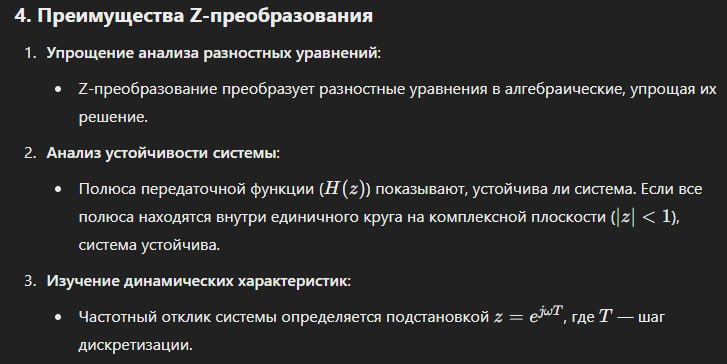 4. Преимущества Z-преобразования
1. Упрощение анализа разностных уравнений:
• Z-преобразование преобразует разностные уравнения в алгебраические, упрощая их
решение.
2. Анализ устойчивости системы:
• Полюса передаточной функции (H(z)) показывают, устойчива ли система. Если все
полюса находятся внутри единичного круга на комплексной плоскости (|z| < 1),
система устойчива.
3. Изучение динамических характеристик:
• Частотный отклик системы определяется подстановкой z = e^{jωT}, где T — шаг
дискретизации.